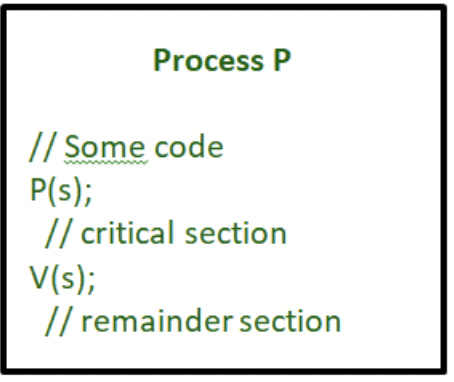 Process P
// Some code
P(s);
// critical section
V(s);
// remainder section